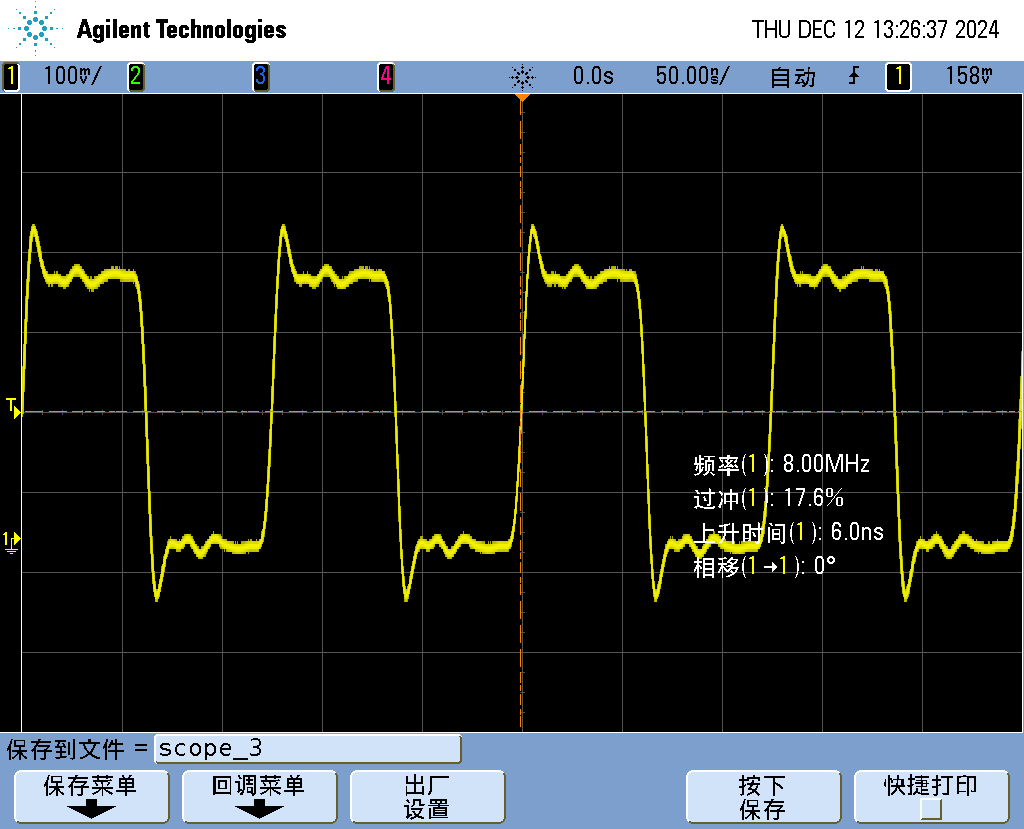 Agilent Technologies
THU DEC 12 13:26:37 2024
1 100mV/ 2 3 4 0.0s 50.00ns/ 自动 1 158mV
T
频率(1): 8.00MHz
过冲(1): 17.6%
上升时间(1): 6.0ns
1
相移(1→1): 0°
保存到文件 = scope_3
保存菜单
回调菜单
出厂
设置
按下
保存
快捷打印